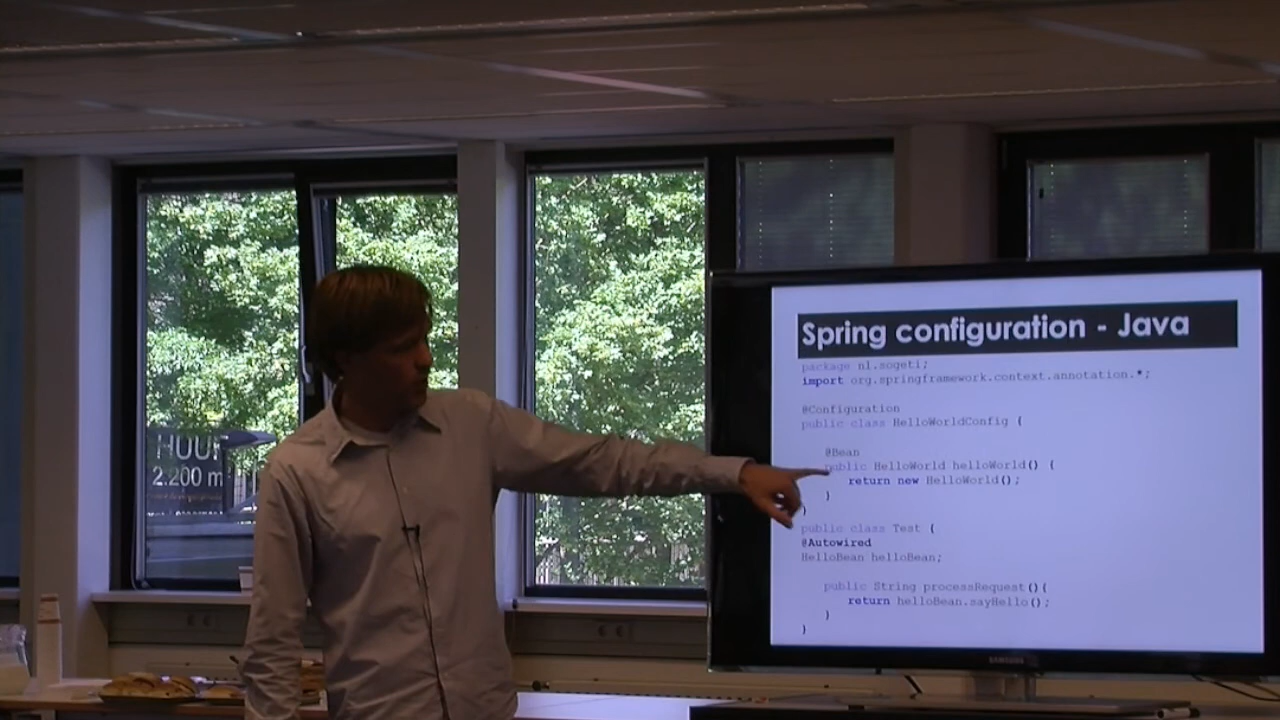 HUUR
2.200 m
Spring configuration - Java
package nl.sogeti;
import org.springframework.context.annotation.*;
@Configuration
public class HelloWorldConfig {
@Bean
public HelloWorld helloWorld() {
return new HelloWorld();
}
}
public class Test {
@Autowired
HelloBean helloBean;
public String processRequest(){
return helloBean.sayHello();
}
}
SAMSUNG